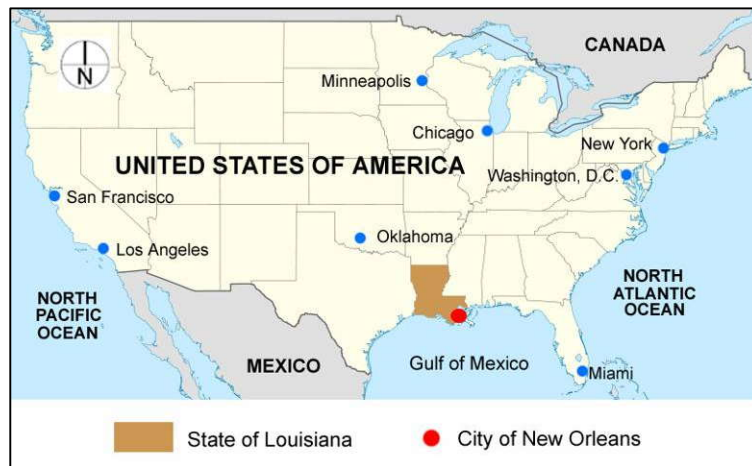 CANADA
N
Minneapolis
Chicago
New York
UNITED STATES OF AMERICA
Washington, D.C.
San Francisco
Oklahoma
Los Angeles
NORTH
PACIFIC
OCEAN
NORTH
ATLANTIC
OCEAN
MEXICO
Gulf of Mexico
Miami
State of Louisiana
City of New Orleans